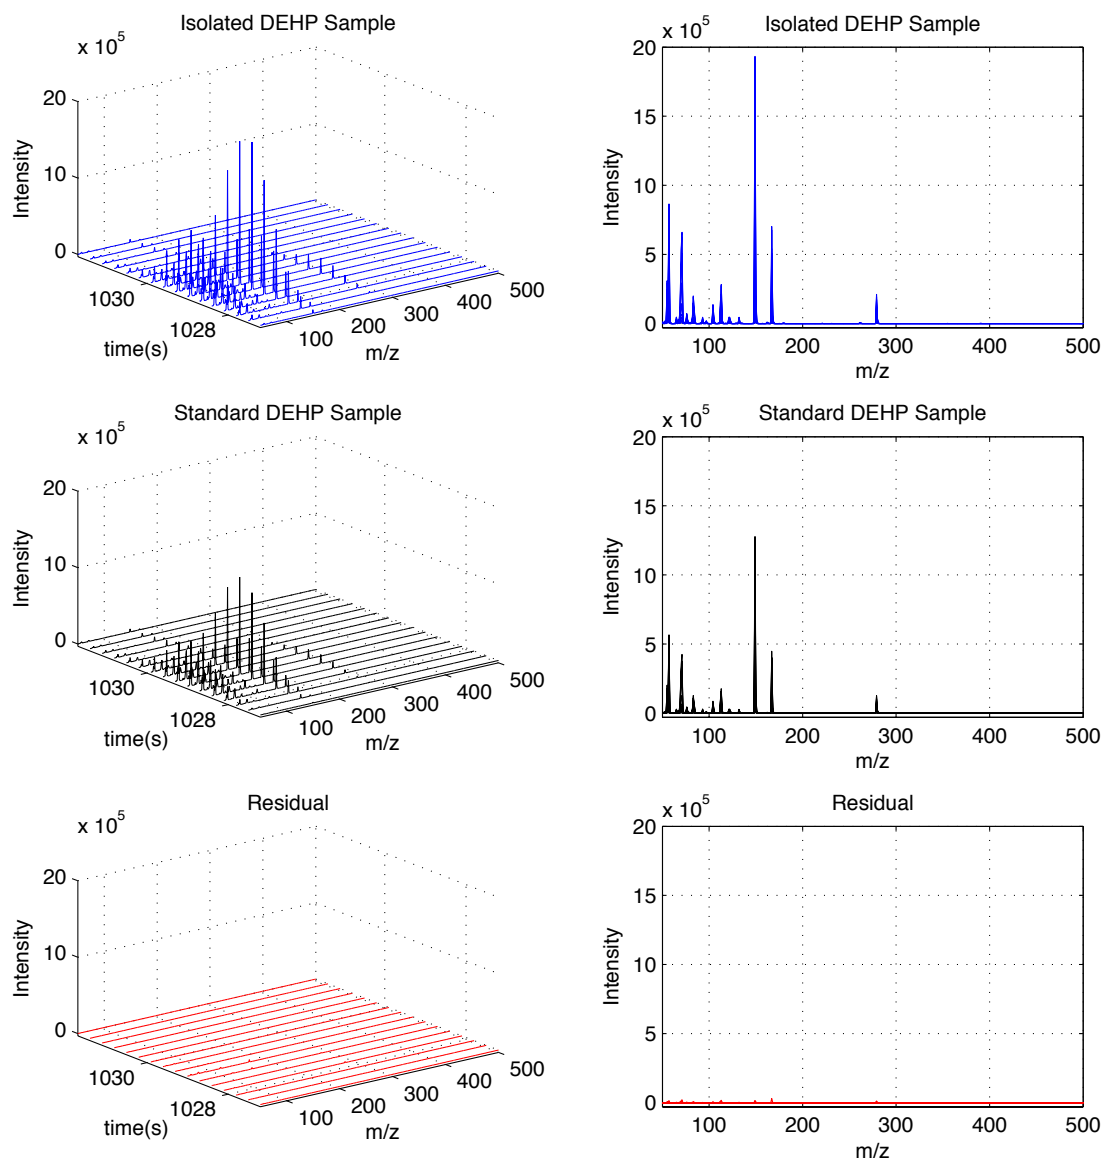 Isolated DEHP Sample
x 10^5
20
10
0
Intensity
1030
1028
time(s)
100
200
300
400
500
m/z
Isolated DEHP Sample
x 10^5
20
15
10
5
0
Intensity
100
200
300
400
500
m/z
Standard DEHP Sample
x 10^5
20
10
0
Intensity
1030
1028
time(s)
100
200
300
400
500
m/z
Standard DEHP Sample
x 10^5
20
15
10
5
0
Intensity
100
200
300
400
500
m/z
Residual
x 10^5
20
10
0
Intensity
1030
1028
time(s)
100
200
300
400
500
m/z
Residual
x 10^5
20
15
10
5
0
Intensity
100
200
300
400
500
m/z